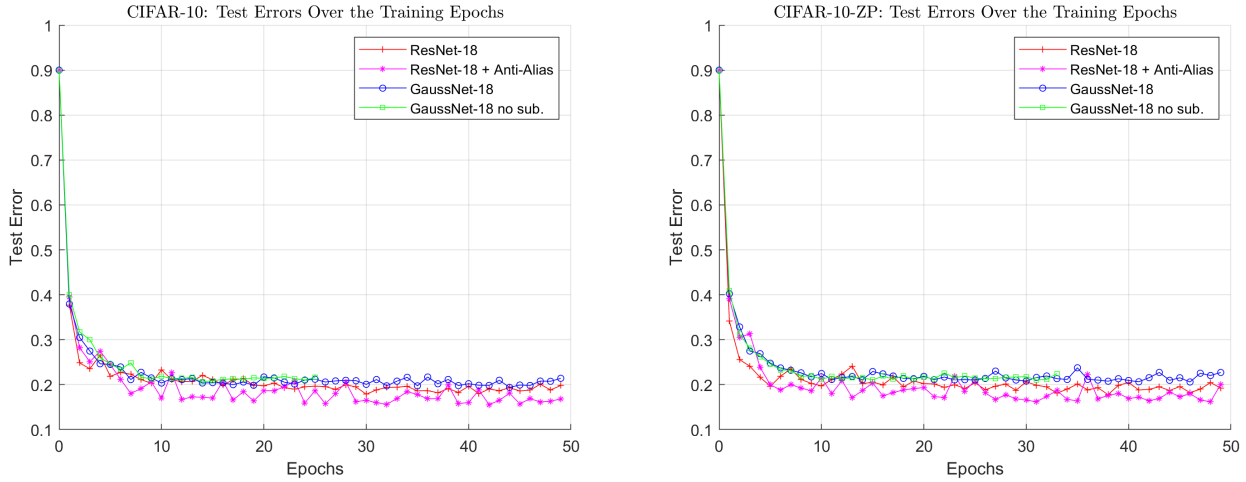 CIFAR-10: Test Errors Over the Training Epochs
1
0.9
0.8
0.7
0.6
0.5
0.4
0.3
0.2
0.1
Test Error
ResNet-18
ResNet-18 + Anti-Alias
GaussNet-18
GaussNet-18 no sub.
0 10 20 30 40 50
Epochs
CIFAR-10-ZP: Test Errors Over the Training Epochs
1
0.9
0.8
0.7
0.6
0.5
0.4
0.3
0.2
0.1
Test Error
ResNet-18
ResNet-18 + Anti-Alias
GaussNet-18
GaussNet-18 no sub.
0 10 20 30 40 50
Epochs